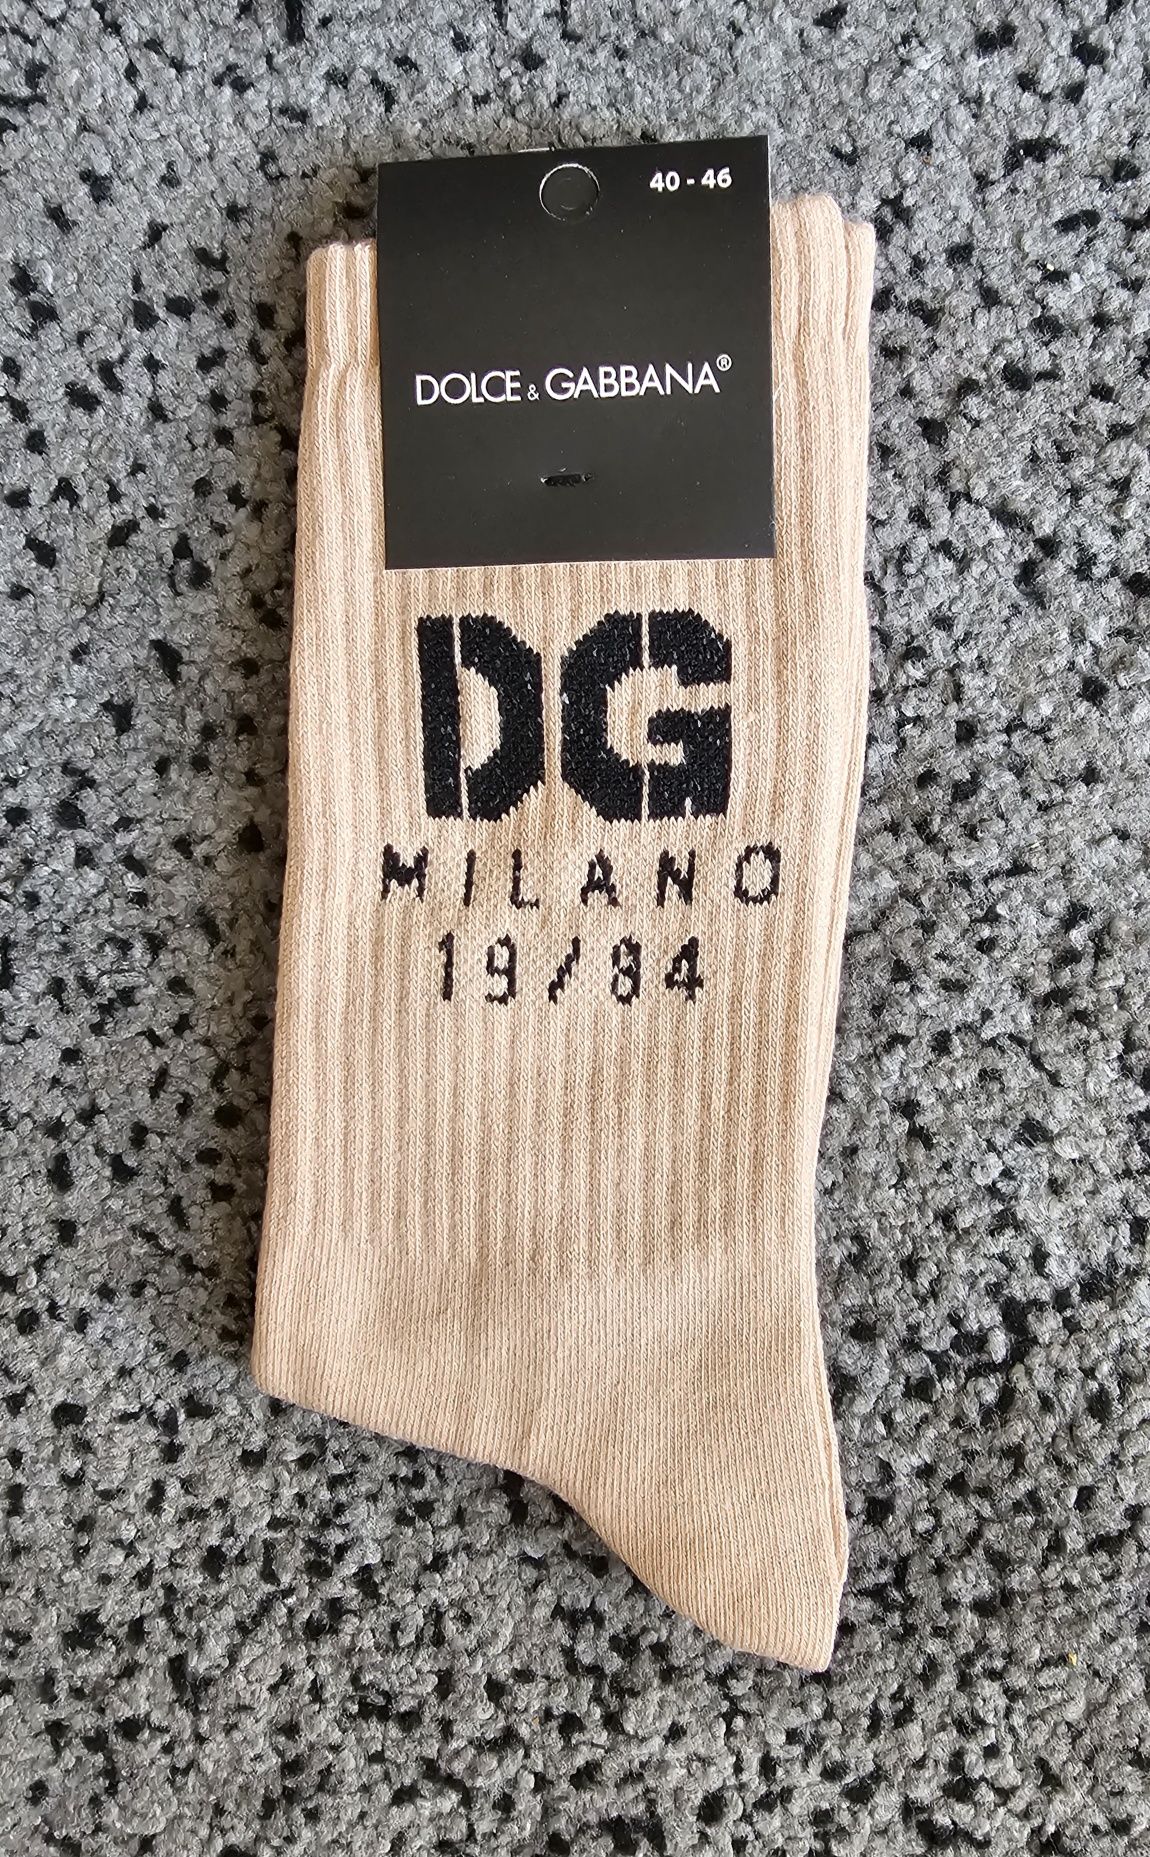 40 - 46
DOLCE & GABBANA®
DG
MILANO
19/84